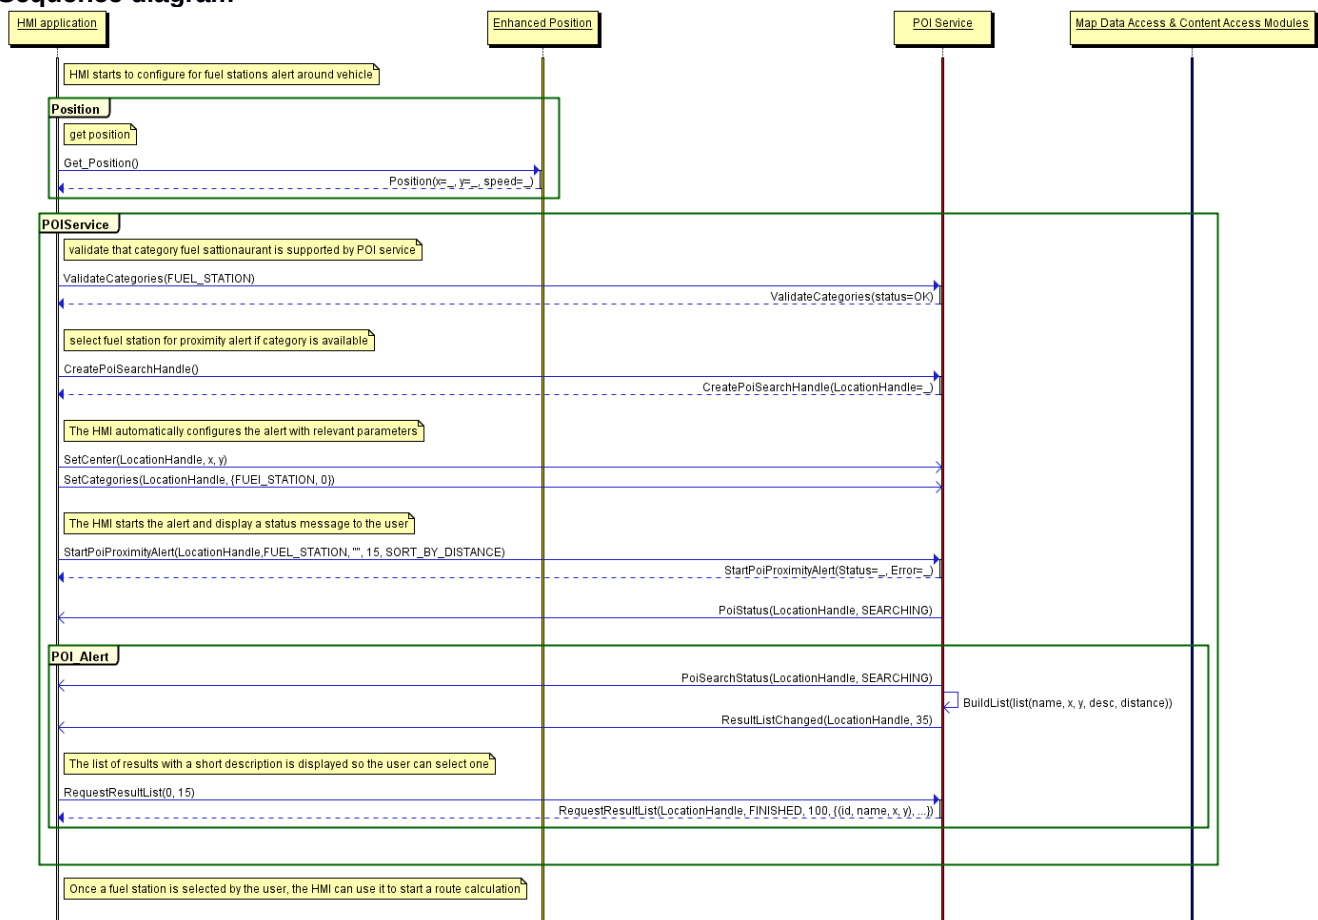 Sequence diagram
HMI application
Enhanced Position
POI Service
Map Data Access & Content Access Modules
HMI starts to configure for fuel stations alert around vehicle
Position
get position
Get_Position()
Position(x=_, y=_, speed=_)
POIService
validate that category fuel sattionaurant is supported by POI service
ValidateCategories(FUEL_STATION)
ValidateCategories(status=OK)
select fuel station for proximity alert if category is available
CreatePoiSearchHandle()
CreatePoiSearchHandle(LocationHandle=_)
The HMI automatically configures the alert with relevant parameters
SetCenter(LocationHandle, x, y)
SetCategories(LocationHandle, {FUEl_STATION, 0})
The HMI starts the alert and display a status message to the user
StartPoiProximityAlert(LocationHandle,FUEL_STATION, "", 15, SORT_BY_DISTANCE)
StartPoiProximityAlert(Status=_, Error=_)
PoiStatus(LocationHandle, SEARCHING)
POI_Alert
PoiSearchStatus(LocationHandle, SEARCHING)
BuildList(list(name, x, y, desc, distance))
ResultListChanged(LocationHandle, 35)
The list of results with a short description is displayed so the user can select one
RequestResultList(0, 15)
RequestResultList(LocationHandle, FINISHED, 100, {(id, name, x, y), ...})
Once a fuel station is selected by the user, the HMI can use it to start a route calculation